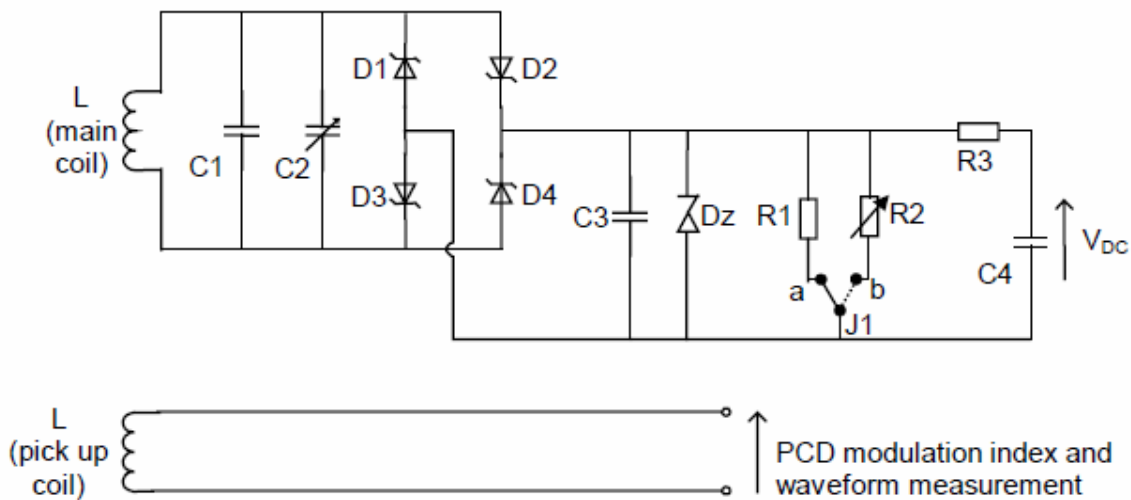 L
(main
coil)
C1
C2
D1
D2
D3
D4
C3
Dz
R1
R2
a
b
J1
R3
C4
VDC
L
(pick up
coil)
PCD modulation index and
waveform measurement